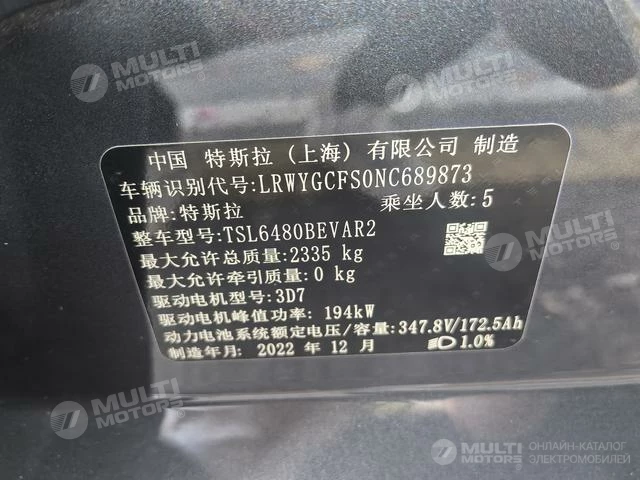 MULTI
MOTORS
MULTI
MOTORS
中国 特斯拉 (上海) 有限公司 制造
车辆识别代号:LRWYGCFS0NC689873
品牌:特斯拉 乘坐人数:5
整车型号:TSL6480BEVAR2
最大允许总质量:2335 kg
最大允许牵引质量:0 kg
驱动电机型号:3D7
驱动电机峰值功率: 194kW
动力电池系统额定电压/容量:347.8V/172.5Ah
制造年月: 2022 年 12 月 1.0%
MULTI
MOTORS
MULTI
MOTORS
MULTI
MOTORS
ОНЛАЙН-КАТАЛОГ
ЭЛЕКТРОМОБИЛЕЙ